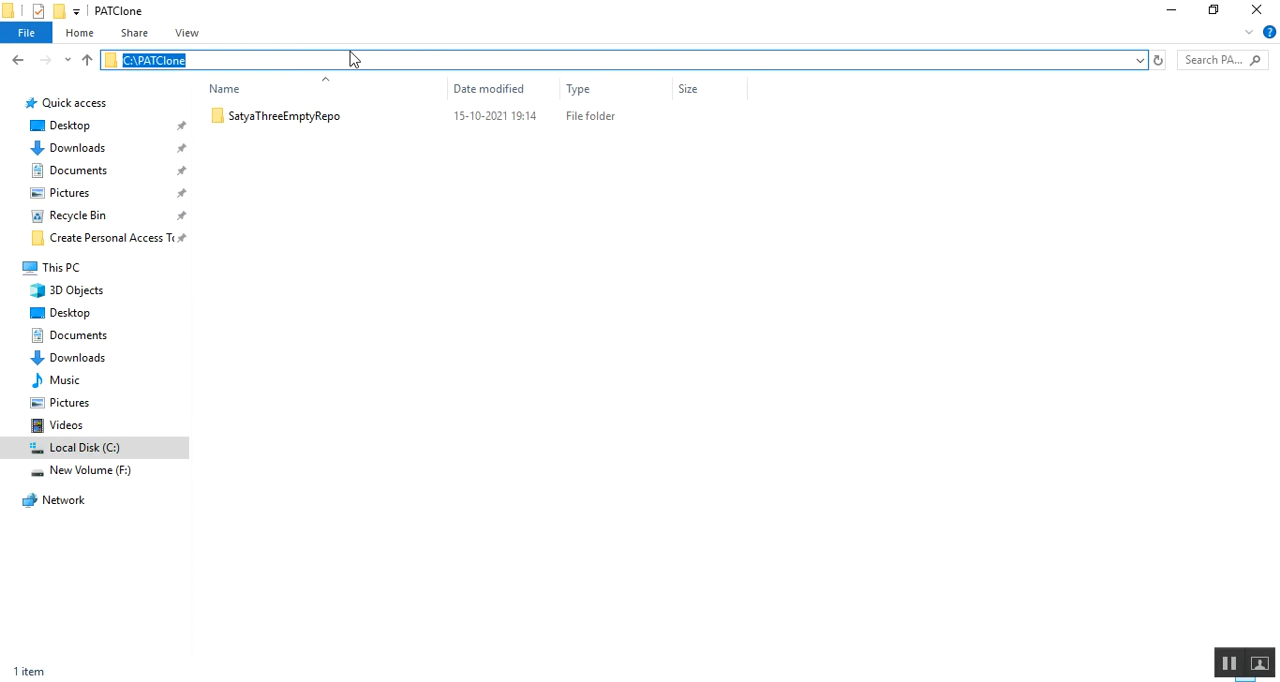 PATClone
File Home Share View
C:\PATClone
Search PA...
Name Date modified Type Size
SatyaThreeEmptyRepo 15-10-2021 19:14 File folder
Quick access
Desktop
Downloads
Documents
Pictures
Recycle Bin
Create Personal Access To
This PC
3D Objects
Desktop
Documents
Downloads
Music
Pictures
Videos
Local Disk (C:)
New Volume (F:)
Network
1 item